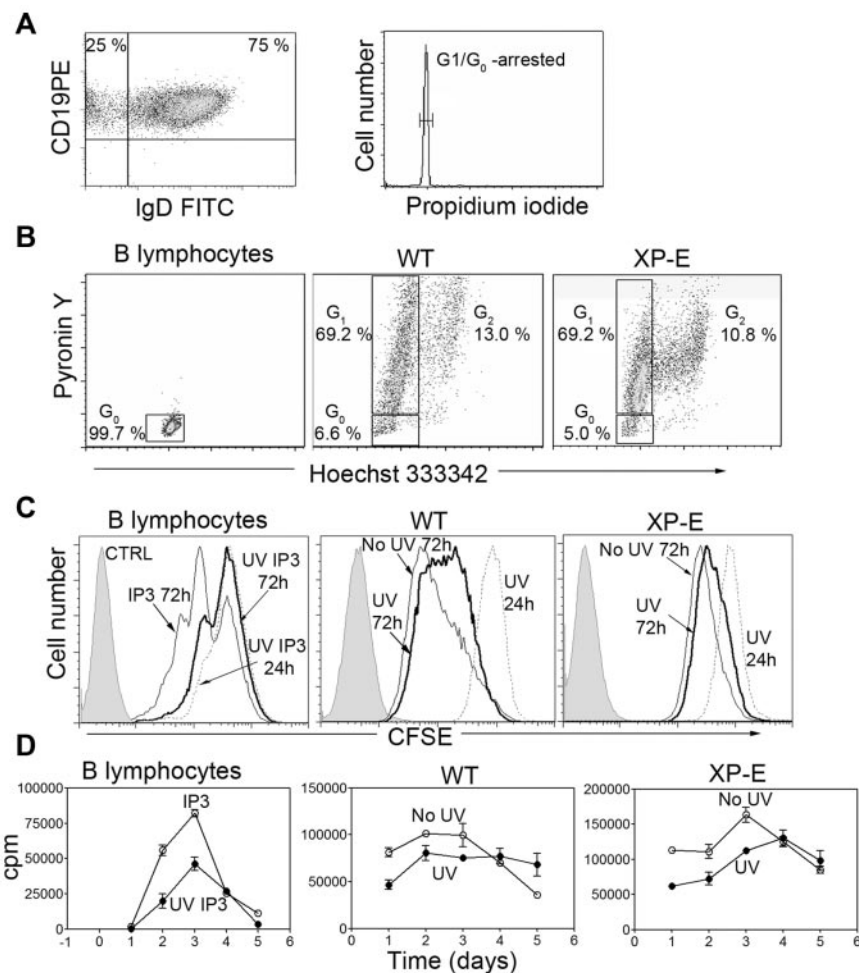 A
25 %
75 %
CD19PE
IgD FITC
Cell number
G1/G0 -arrested
Propidium iodide
B
B lymphocytes
WT
XP-E
Pyronin Y
G0
99.7 %
G1
69.2 %
G2
13.0 %
G0
6.6 %
G1
69.2 %
G2
10.8 %
G0
5.0 %
Hoechst 333342
C
B lymphocytes
WT
XP-E
Cell number
CTRL
IP3 72h
UV IP3
72h
UV IP3
24h
No UV 72h
UV
72h
UV
24h
No UV 72h
UV
72h
UV
24h
CFSE
D
B lymphocytes
WT
XP-E
cpm
100000
75000
50000
25000
0
IP3
UV IP3
-1 0 1 2 3 4 5 6
150000
100000
50000
0
No UV
UV
0 1 2 3 4 5 6
200000
150000
100000
50000
0
No UV
UV
0 1 2 3 4 5 6
Time (days)